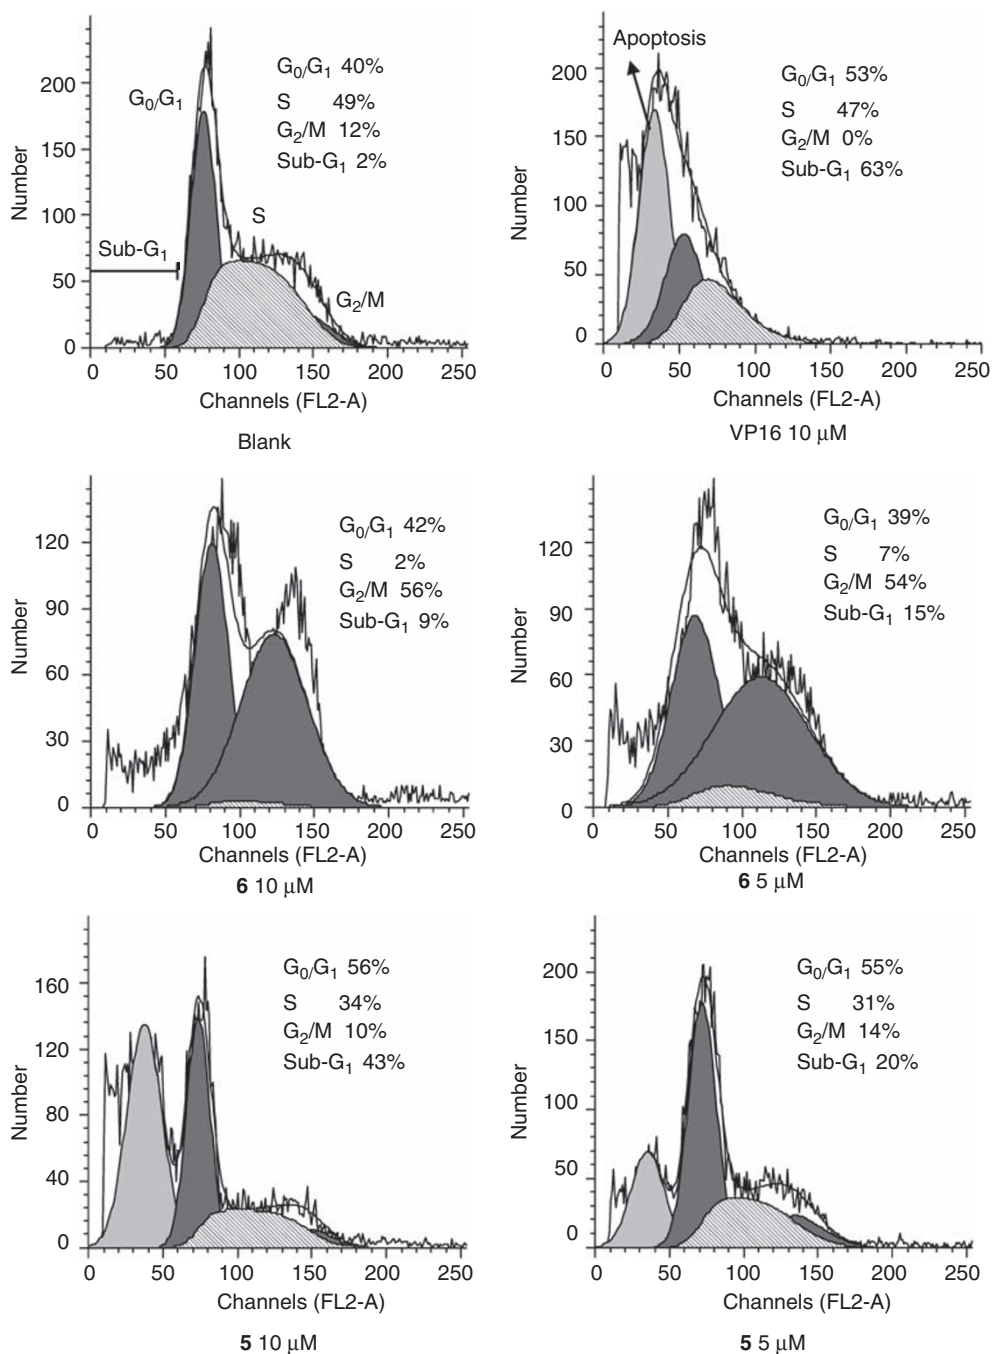 G0/G1 40%
S 49%
G2/M 12%
Sub-G1 2%
G0/G1
S
Sub-G1
G2/M
Number
200
150
100
50
0
0 50 100 150 200 250
Channels (FL2-A)
Blank
Apoptosis
G0/G1 53%
S 47%
G2/M 0%
Sub-G1 63%
Number
200
150
100
50
0
0 50 100 150 200 250
Channels (FL2-A)
VP16 10 μM
G0/G1 42%
S 2%
G2/M 56%
Sub-G1 9%
Number
120
90
60
30
0
0 50 100 150 200 250
Channels (FL2-A)
6 10 μM
G0/G1 39%
S 7%
G2/M 54%
Sub-G1 15%
Number
120
90
60
30
0
0 50 100 150 200 250
Channels (FL2-A)
6 5 μM
G0/G1 56%
S 34%
G2/M 10%
Sub-G1 43%
Number
160
120
80
40
0
0 50 100 150 200 250
Channels (FL2-A)
5 10 μM
G0/G1 55%
S 31%
G2/M 14%
Sub-G1 20%
Number
200
150
100
50
0
0 50 100 150 200 250
Channels (FL2-A)
5 5 μM